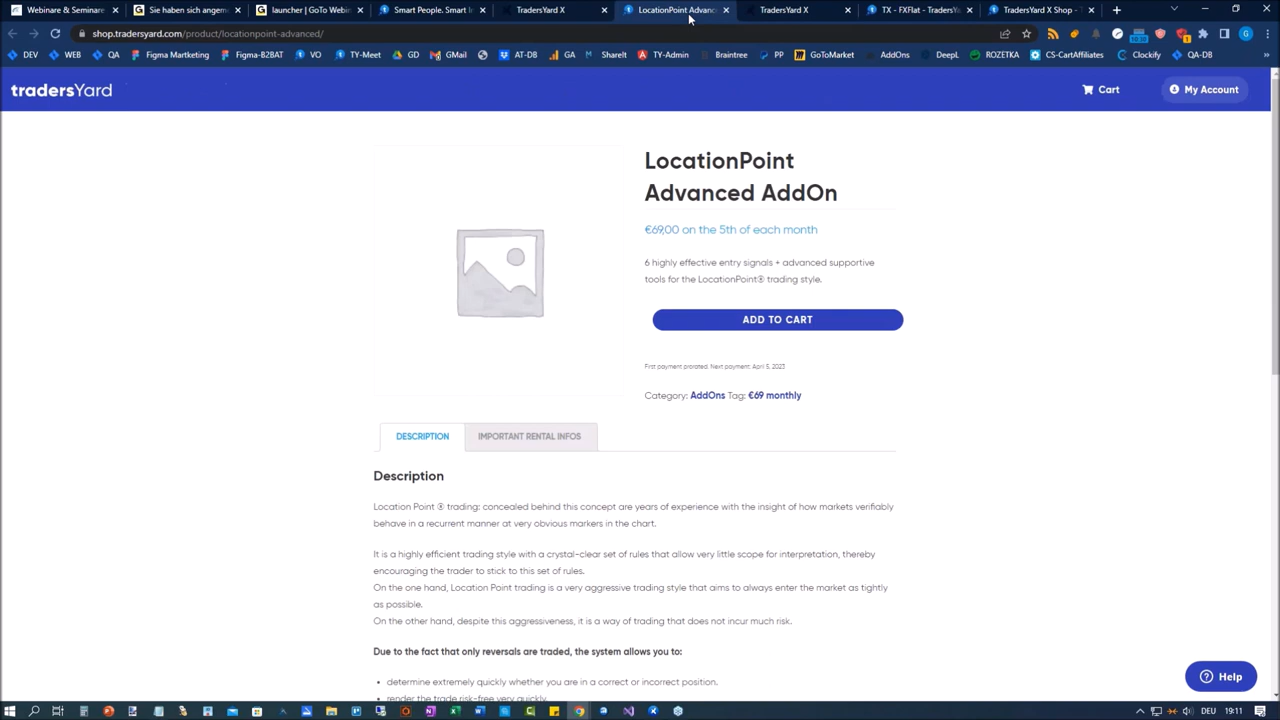 Webinare & Seminare
Sie haben sich angem
launcher | GoTo Webin
Smart People. Smart I
TradersYard X
LocationPoint Advanc
TradersYard X
TX - FXFlat - TradersYa
TradersYard X Shop - T
shop.tradersyard.com/product/locationpoint-advanced/
DEV WEB QA Figma Martketing Figma-B2BAT VO TY-Meet GD GMail AT-DB GA ShareIt TY-Admin Braintree PP GoToMarket AddOns DeepL ROZETKA CS-CartAffiliates Clockify QA-DB »
tradersYard
Cart
My Account
LocationPoint
Advanced AddOn
€69,00 on the 5th of each month
6 highly effective entry signals + advanced supportive
tools for the LocationPoint® trading style.
ADD TO CART
First payment prorated. Next payment: April 5, 2023
Category: AddOns Tag: €69 monthly
DESCRIPTION
IMPORTANT RENTAL INFOS
Description
Location Point ® trading: concealed behind this concept are years of experience with the insight of how markets verifiably
behave in a recurrent manner at very obvious markers in the chart.
It is a highly efficient trading style with a crystal-clear set of rules that allow very little scope for interpretation, thereby
encouraging the trader to stick to this set of rules.
On the one hand, Location Point trading is a very aggressive trading style that aims to always enter the market as tightly
as possible.
On the other hand, despite this aggressiveness, it is a way of trading that does not incur much risk.
Due to the fact that only reversals are traded, the system allows you to:
• determine extremely quickly whether you are in a correct or incorrect position.
• render the trade risk-free very quickly.
Help
DEU 19:11